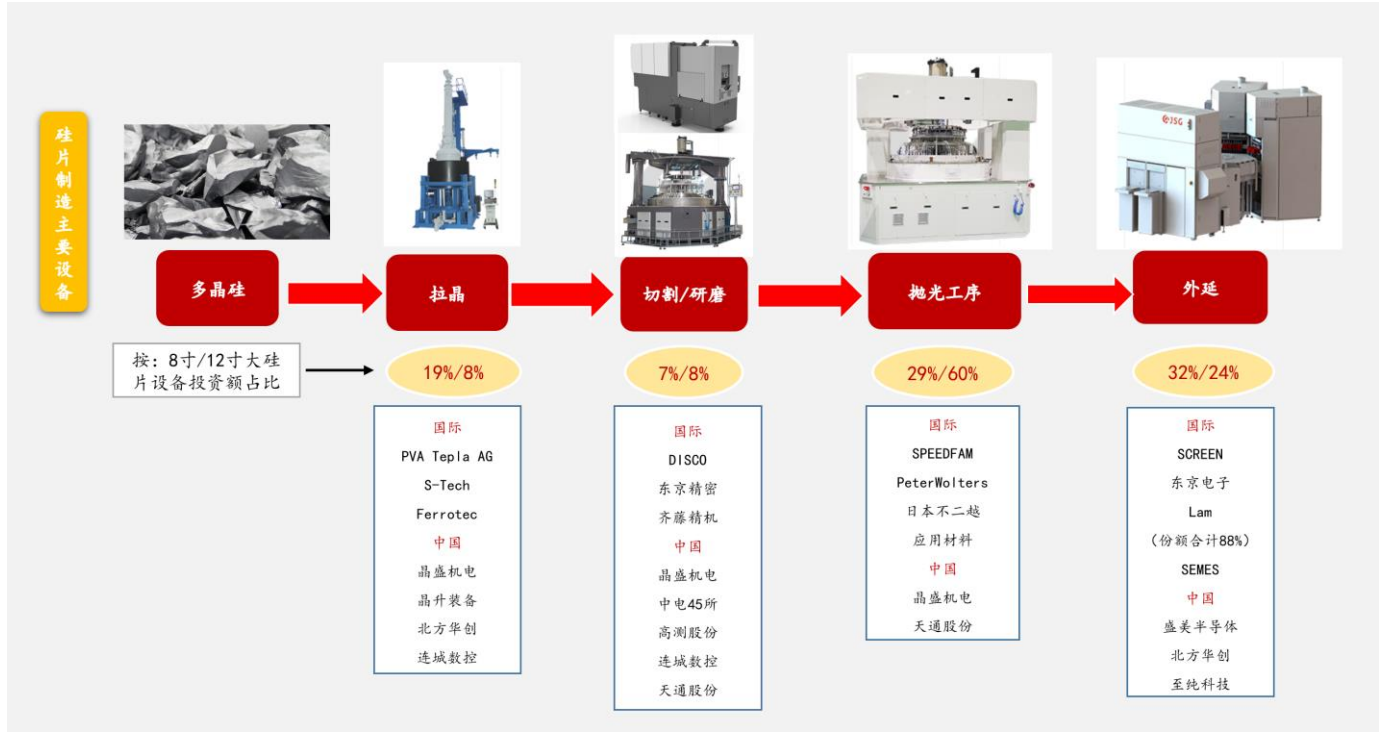 硅片制造主要设备
JSG
多晶硅
拉晶
切割/研磨
抛光工序
外延
按：8寸/12寸大硅
片设备投资额占比
19%/8%
7%/8%
29%/60%
32%/24%
国际
PVA Tepla AG
S-Tech
Ferrotec
中国
晶盛机电
晶升装备
北方华创
连城数控
国际
DISCO
东京精密
齐藤精机
中国
晶盛机电
中电45所
高测股份
连城数控
天通股份
国际
SPEEDFAM
PeterWolters
日本不二越
应用材料
中国
晶盛机电
天通股份
国际
SCREEN
东京电子
Lam
（份额合计88%）
SEMES
中国
盛美半导体
北方华创
至纯科技